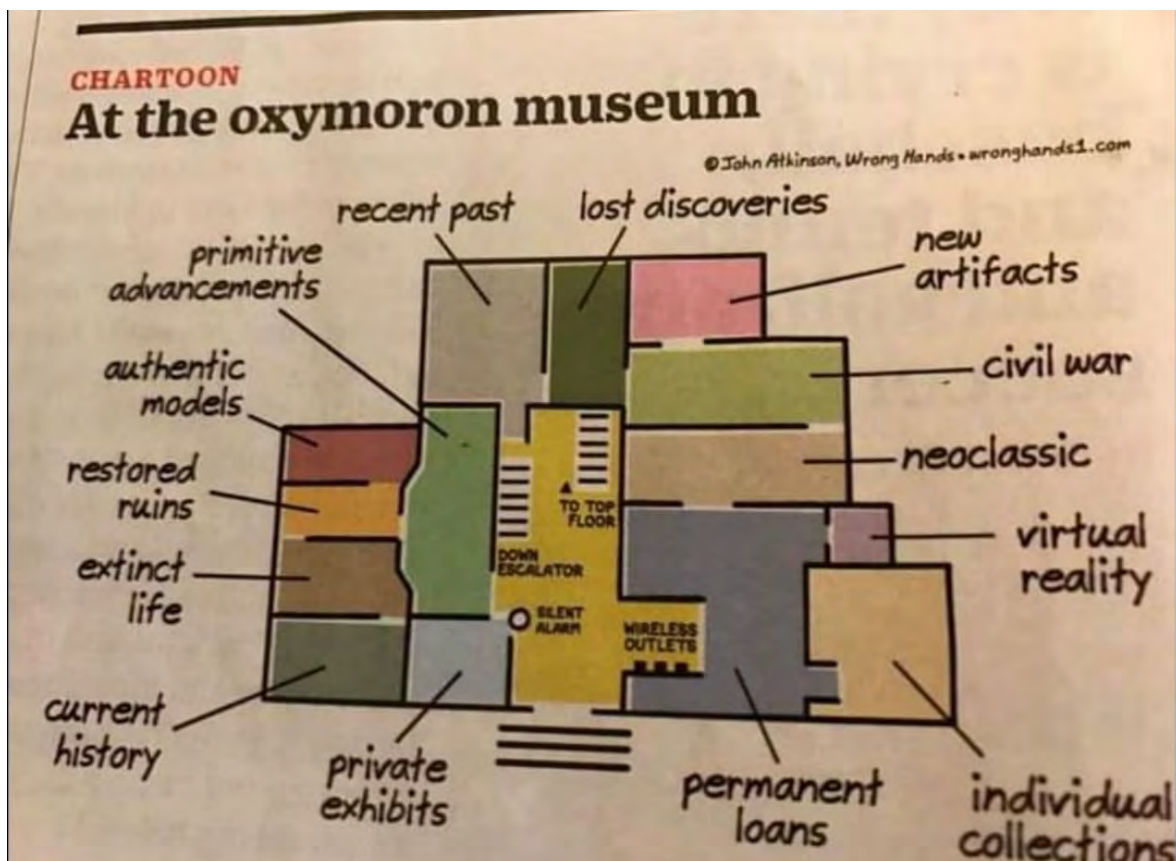 CHARTOON
At the oxymoron museum
©John Atkinson, Wrong Hands • wronghands1.com
recent past
lost discoveries
primitive
advancements
new
artifacts
authentic
models
civil war
restored
ruins
neoclassic
TO TOP
FLOOR
extinct
life
DOWN
ESCALATOR
virtual
reality
SILENT
ALARM
WIRELESS
OUTLETS
current
history
private
exhibits
permanent
loans
individual
collections